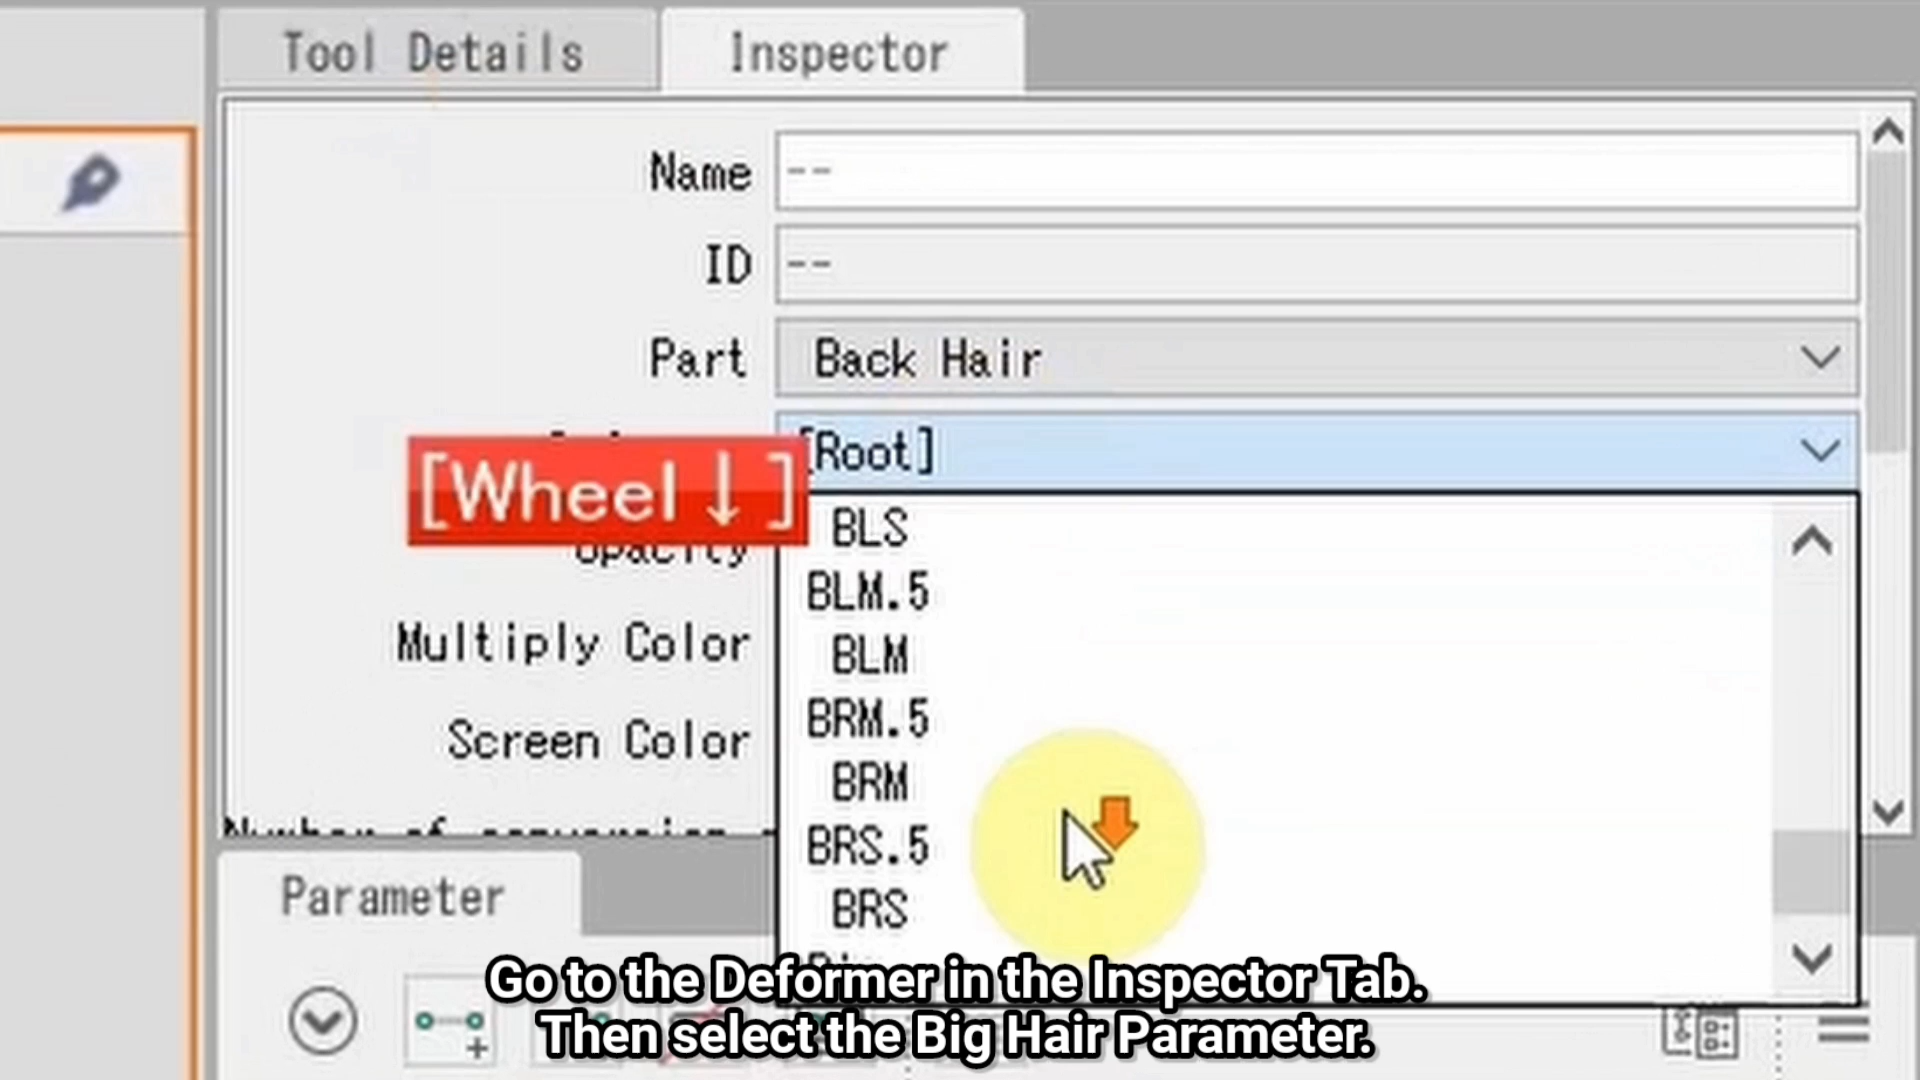 Tool Details
Inspector
Name
--
ID
--
Part
Back Hair
[Root]
[Wheel↓]
Opacity
BLS
BLM.5
BLM
Multiply Color
BRM.5
Screen Color
BRM
BRS.5
BRS
Parameter
Go to the Deformer in the Inspector Tab.
Then select the Big Hair Parameter.